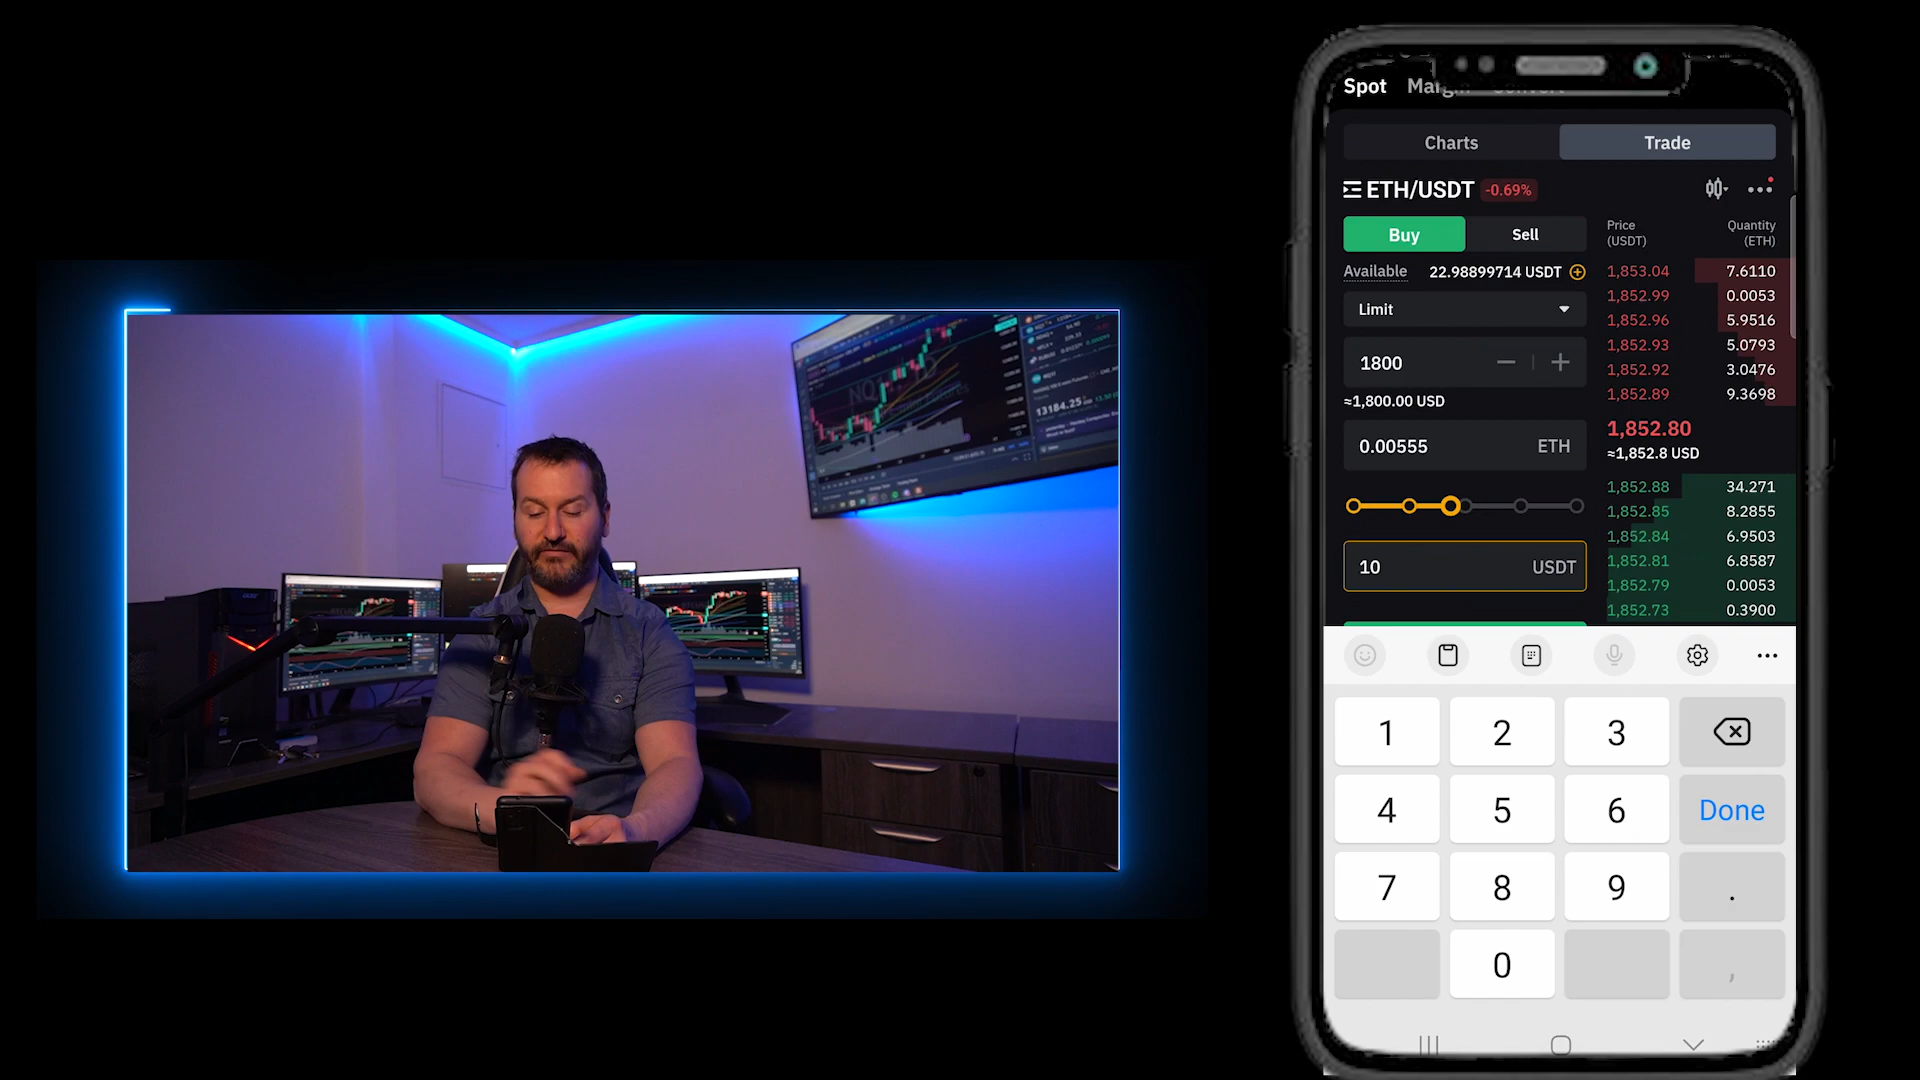 Spot
Charts
Trade
ETH/USDT -0.69%
Buy
Sell
Price
(USDT)
Quantity
(ETH)
Available 22.98899714 USDT
Limit
1800
≈1,800.00 USD
0.00555 ETH
10 USDT
1,853.04 7.6110
1,852.99 0.0053
1,852.96 5.9516
1,852.93 5.0793
1,852.92 3.0476
1,852.89 9.3698
1,852.80
≈1,852.8 USD
1,852.88 34.271
1,852.85 8.2855
1,852.84 6.9503
1,852.81 6.8587
1,852.79 0.0053
1,852.73 0.3900
1 2 3
4 5 6 Done
7 8 9 .
0 ,
13184.25